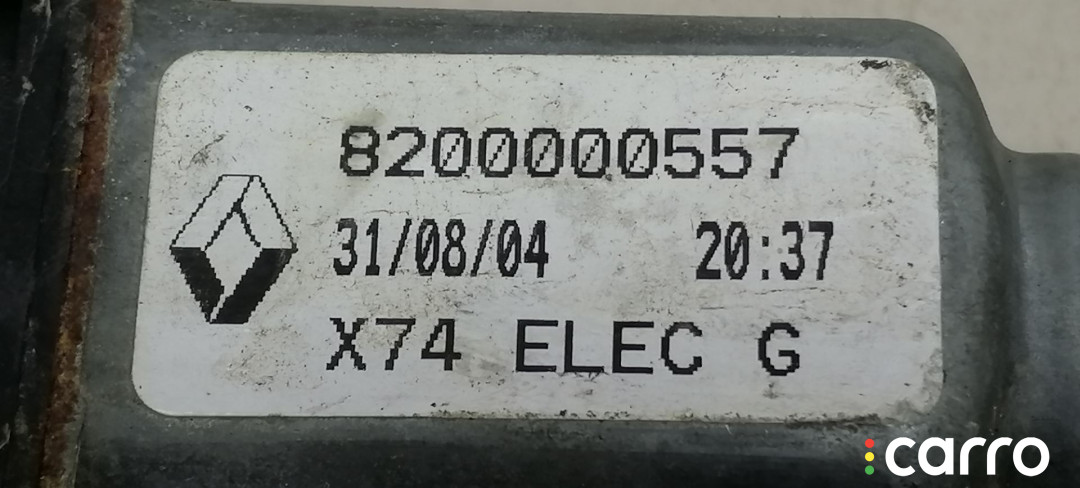 8200000557
31/08/04 20:37
X74 ELEC G
carro